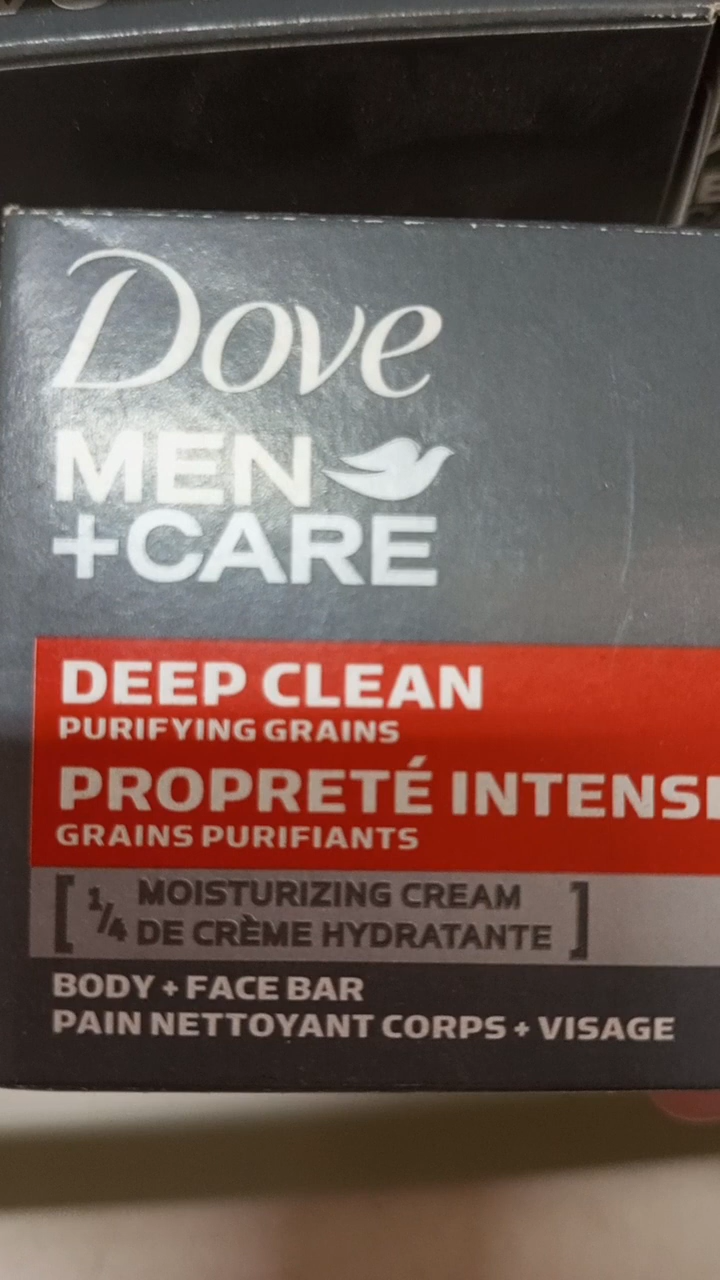 Dove
MEN
+CARE
DEEP CLEAN
PURIFYING GRAINS
PROPRETÉ INTENS
GRAINS PURIFIANTS
[ 1/4 MOISTURIZING CREAM
DE CRÈME HYDRATANTE ]
BODY + FACE BAR
PAIN NETTOYANT CORPS + VISAGE